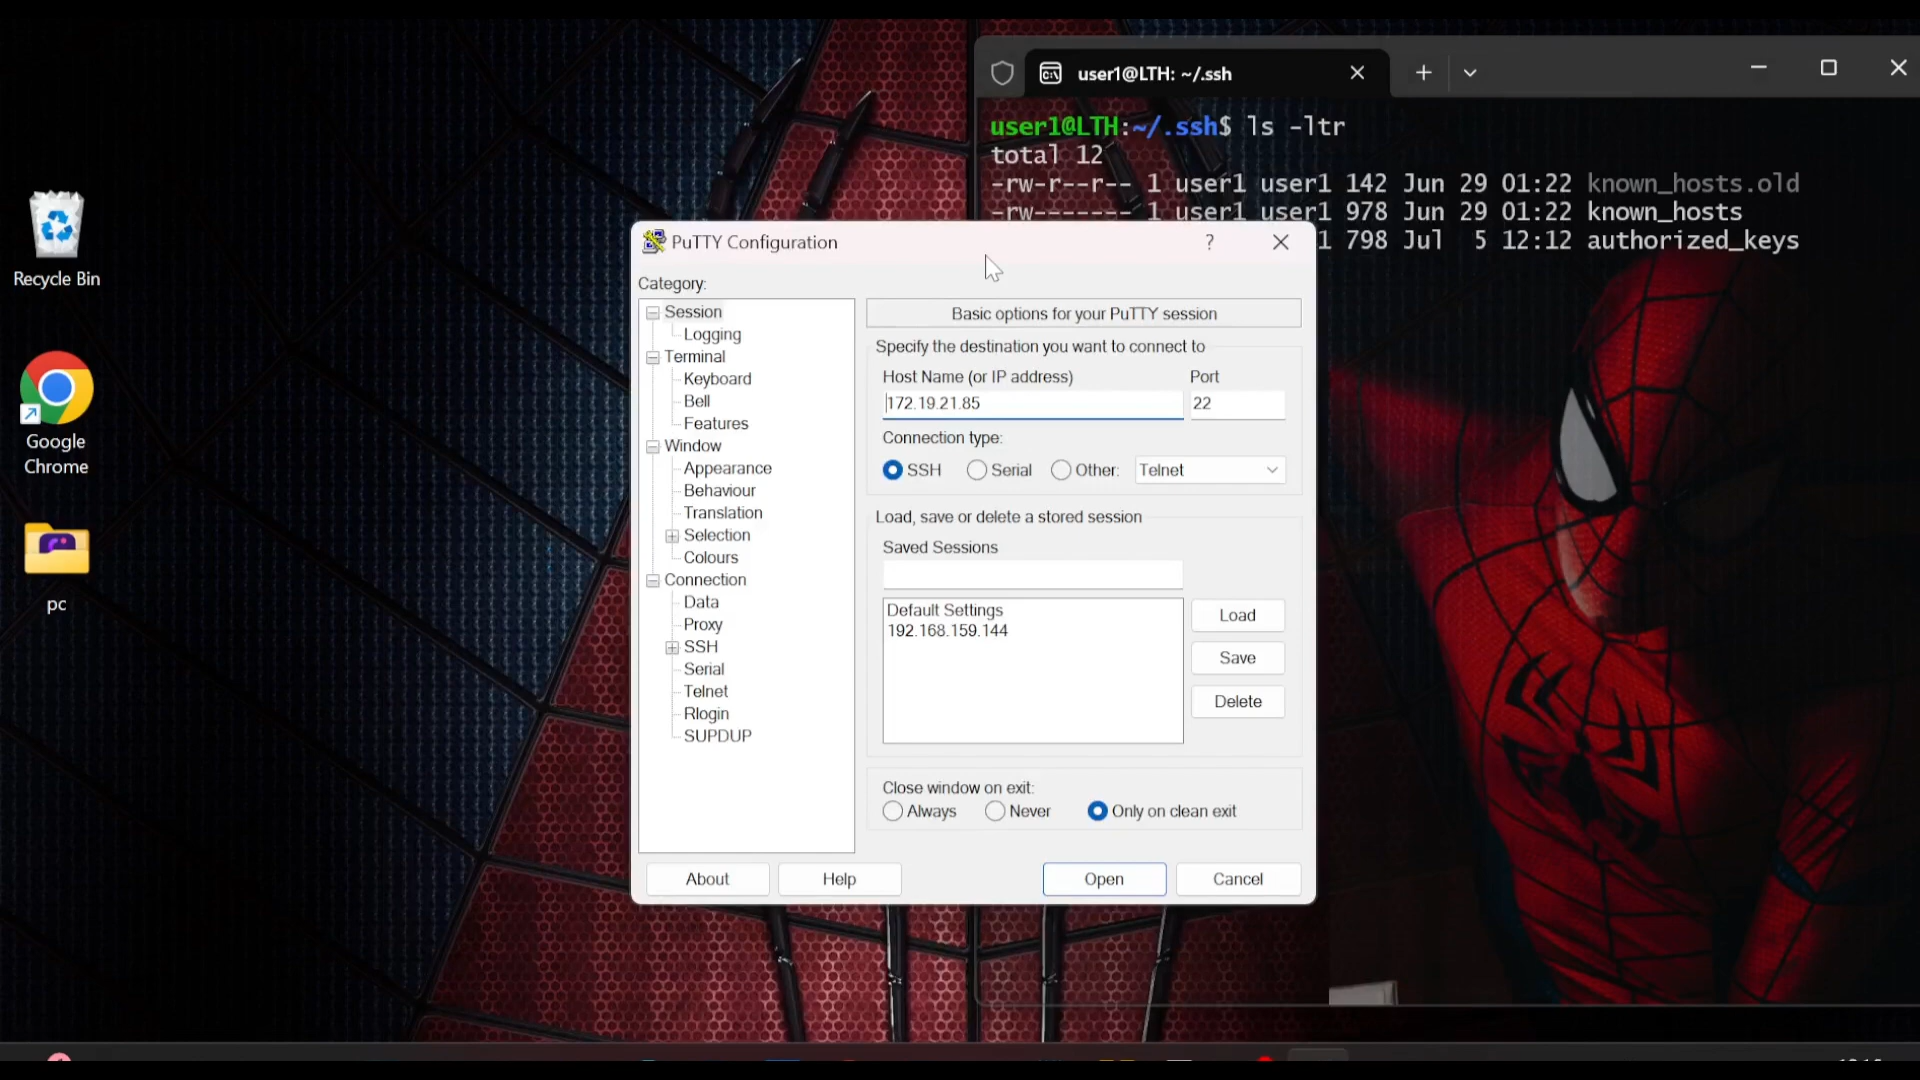 user1@LTH: ~/.ssh
user1@LTH:~/.ssh$ ls -ltr
total 12
-rw-r--r-- 1 user1 user1 142 Jun 29 01:22 known_hosts.old
-rw------- 1 user1 user1 978 Jun 29 01:22 known_hosts
1 798 Jul  5 12:12 authorized_keys
Recycle Bin
Google
Chrome
pc
PuTTY Configuration
?
Category:
Session
Logging
Terminal
Keyboard
Bell
Features
Window
Appearance
Behaviour
Translation
Selection
Colours
Connection
Data
Proxy
SSH
Serial
Telnet
Rlogin
SUPDUP
Basic options for your PuTTY session
Specify the destination you want to connect to
Host Name (or IP address) Port
172.19.21.85 22
Connection type:
SSH Serial Other: Telnet
Load, save or delete a stored session
Saved Sessions
Default Settings
192.168.159.144
Load
Save
Delete
Close window on exit:
Always Never Only on clean exit
About Help Open Cancel